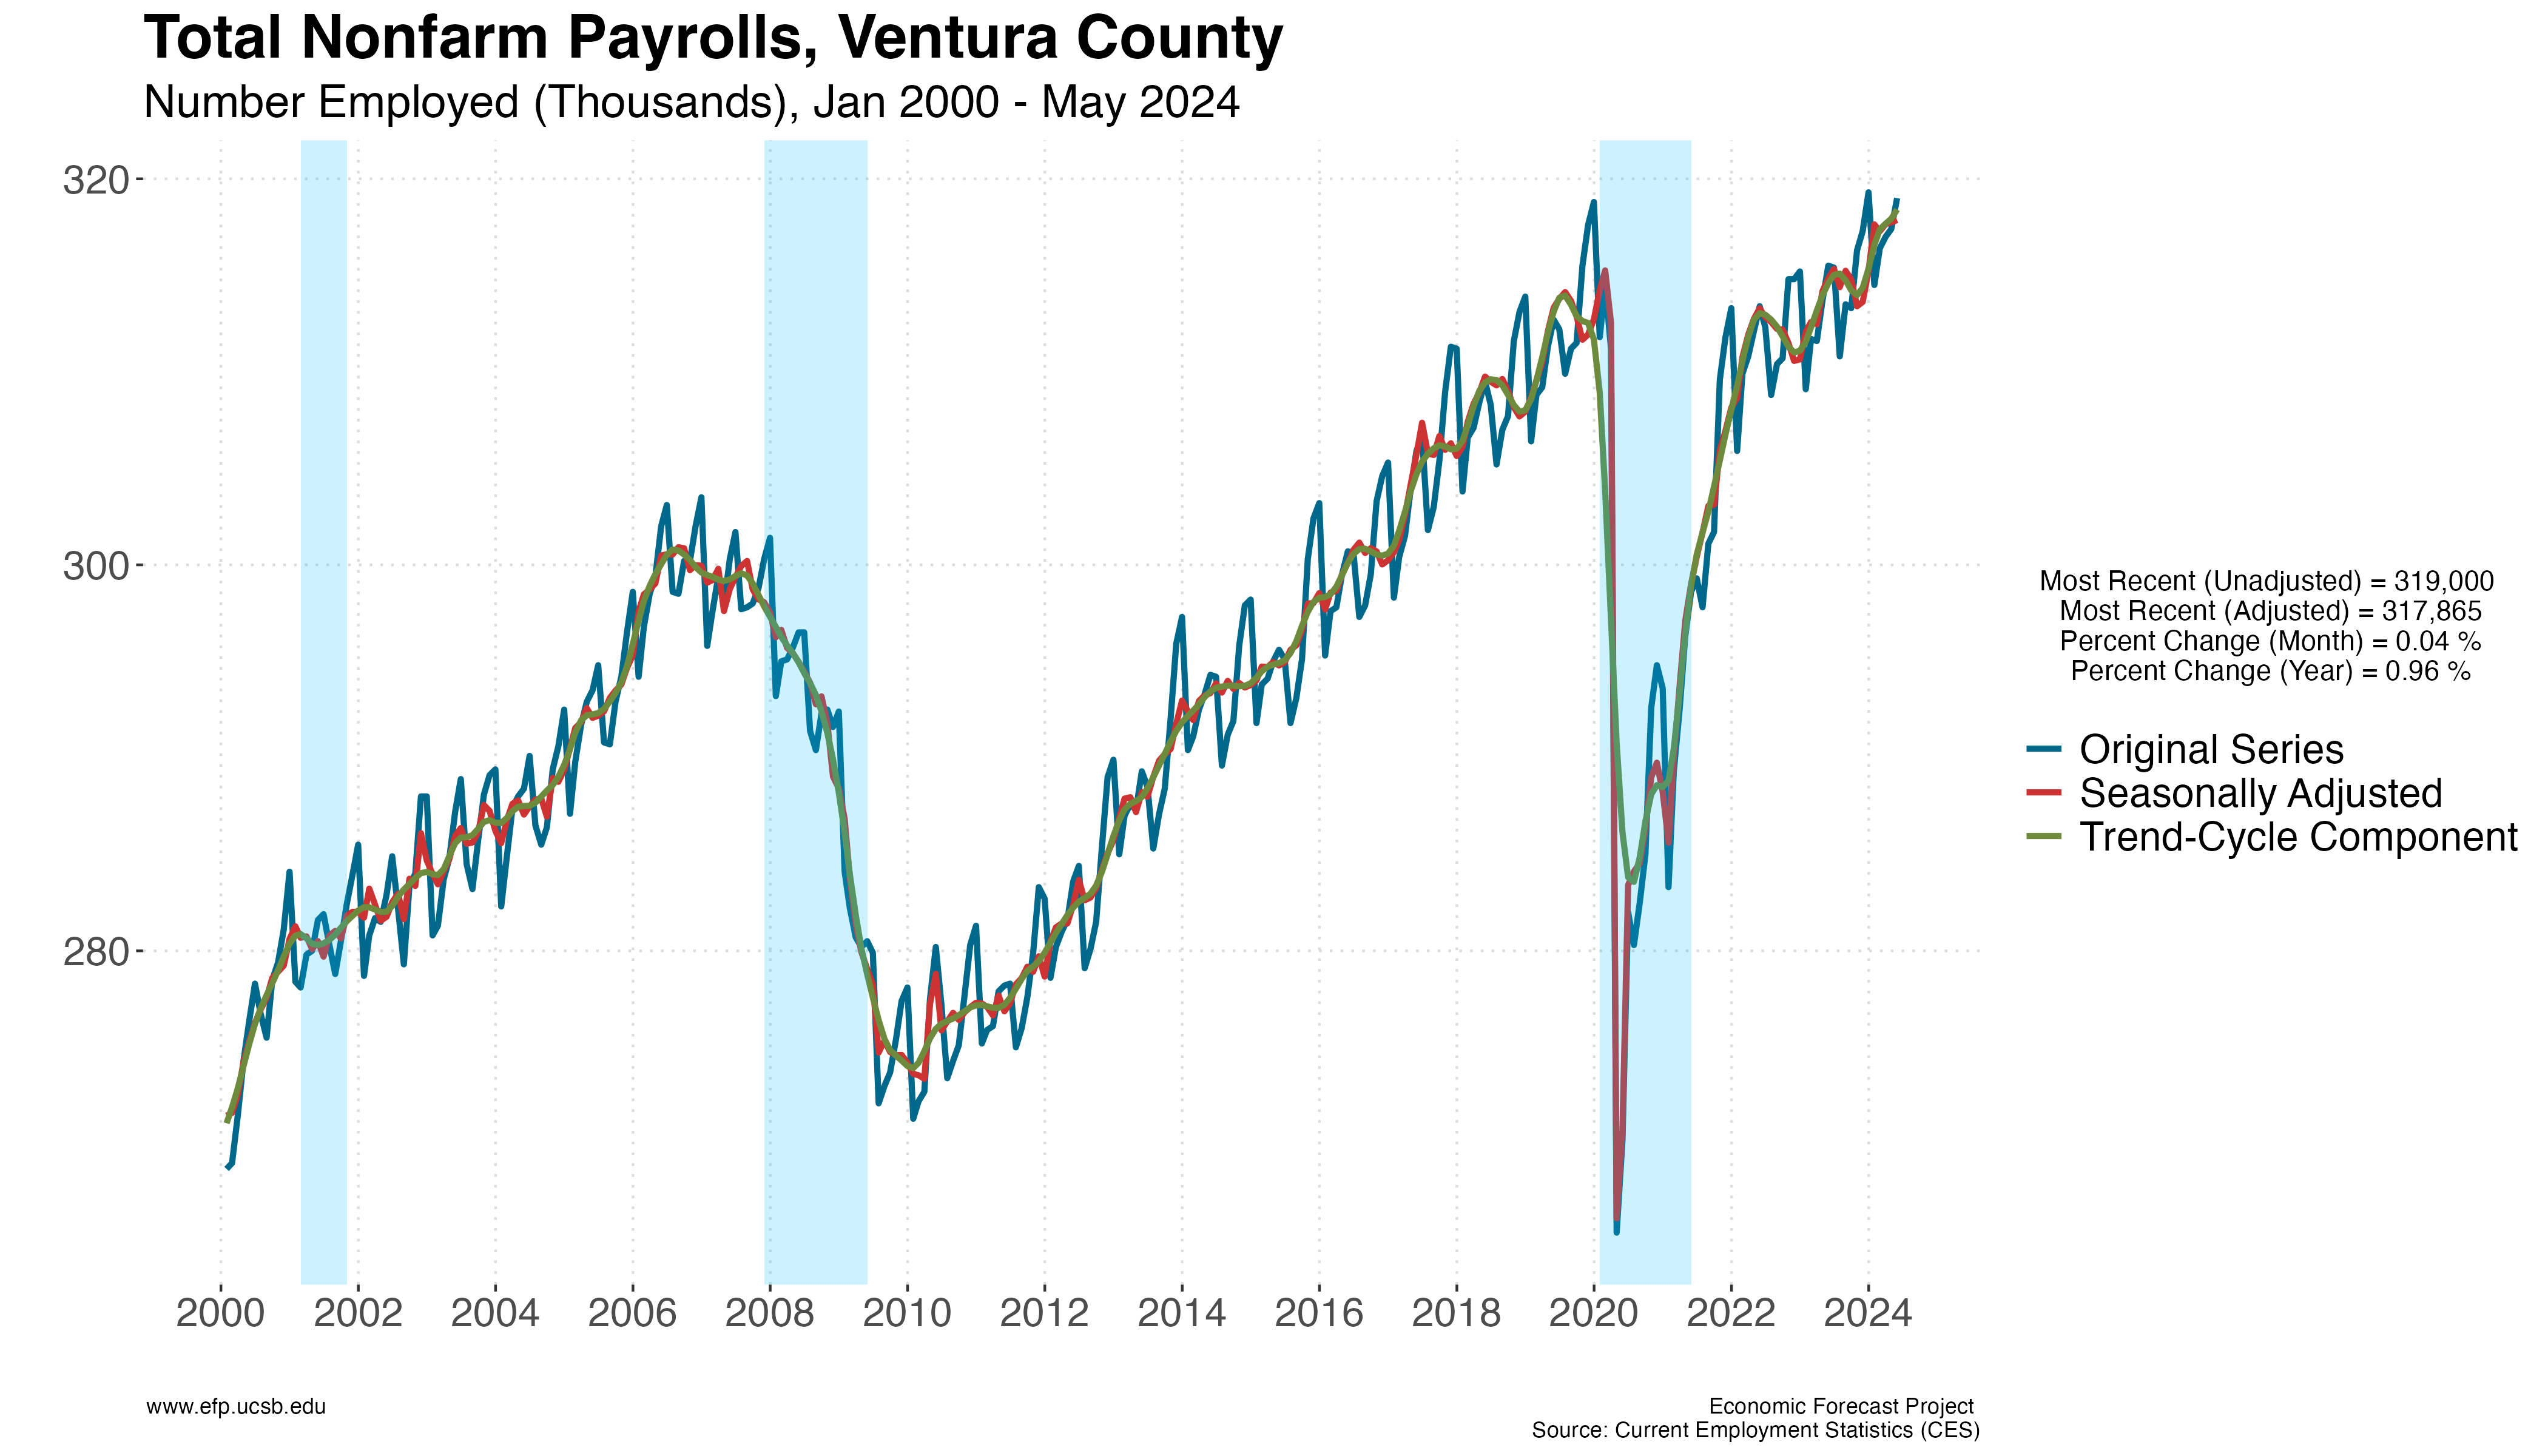 Total Nonfarm Payrolls, Ventura County
Number Employed (Thousands), Jan 2000 - May 2024
320
300
280
2000 2002 2004 2006 2008 2010 2012 2014 2016 2018 2020 2022 2024
Most Recent (Unadjusted) = 319,000
Most Recent (Adjusted) = 317,865
Percent Change (Month) = 0.04 %
Percent Change (Year) = 0.96 %
Original Series
Seasonally Adjusted
Trend-Cycle Component
www.efp.ucsb.edu
Economic Forecast Project
Source: Current Employment Statistics (CES)